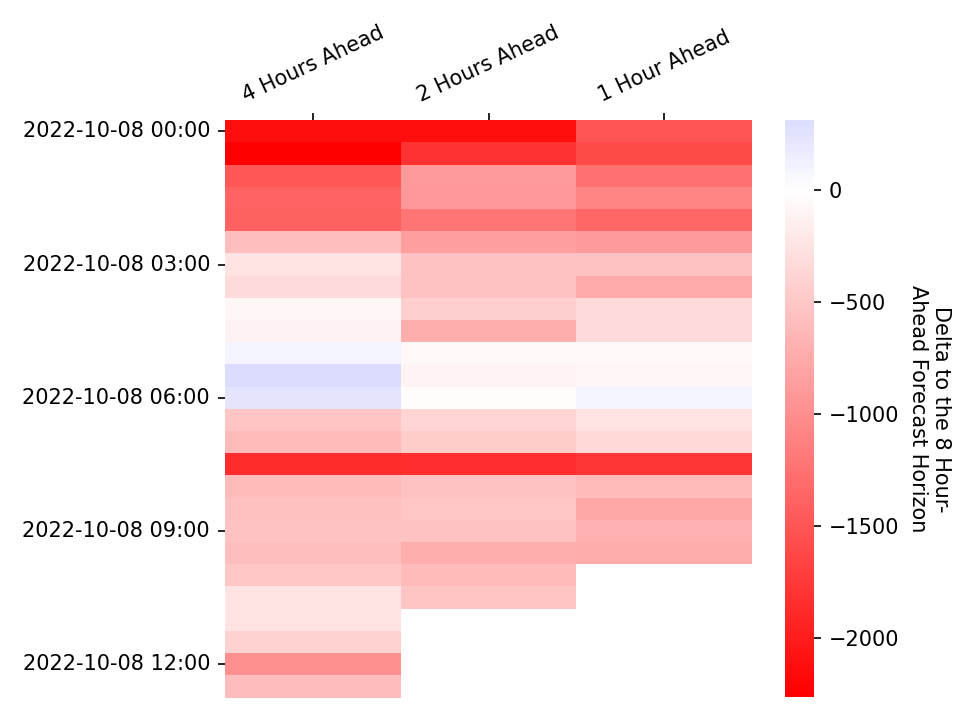 4 Hours Ahead
2 Hours Ahead
1 Hour Ahead
2022-10-08 00:00
2022-10-08 03:00
2022-10-08 06:00
2022-10-08 09:00
2022-10-08 12:00
0
−500
−1000
−1500
−2000
Delta to the 8 Hour-
Ahead Forecast Horizon